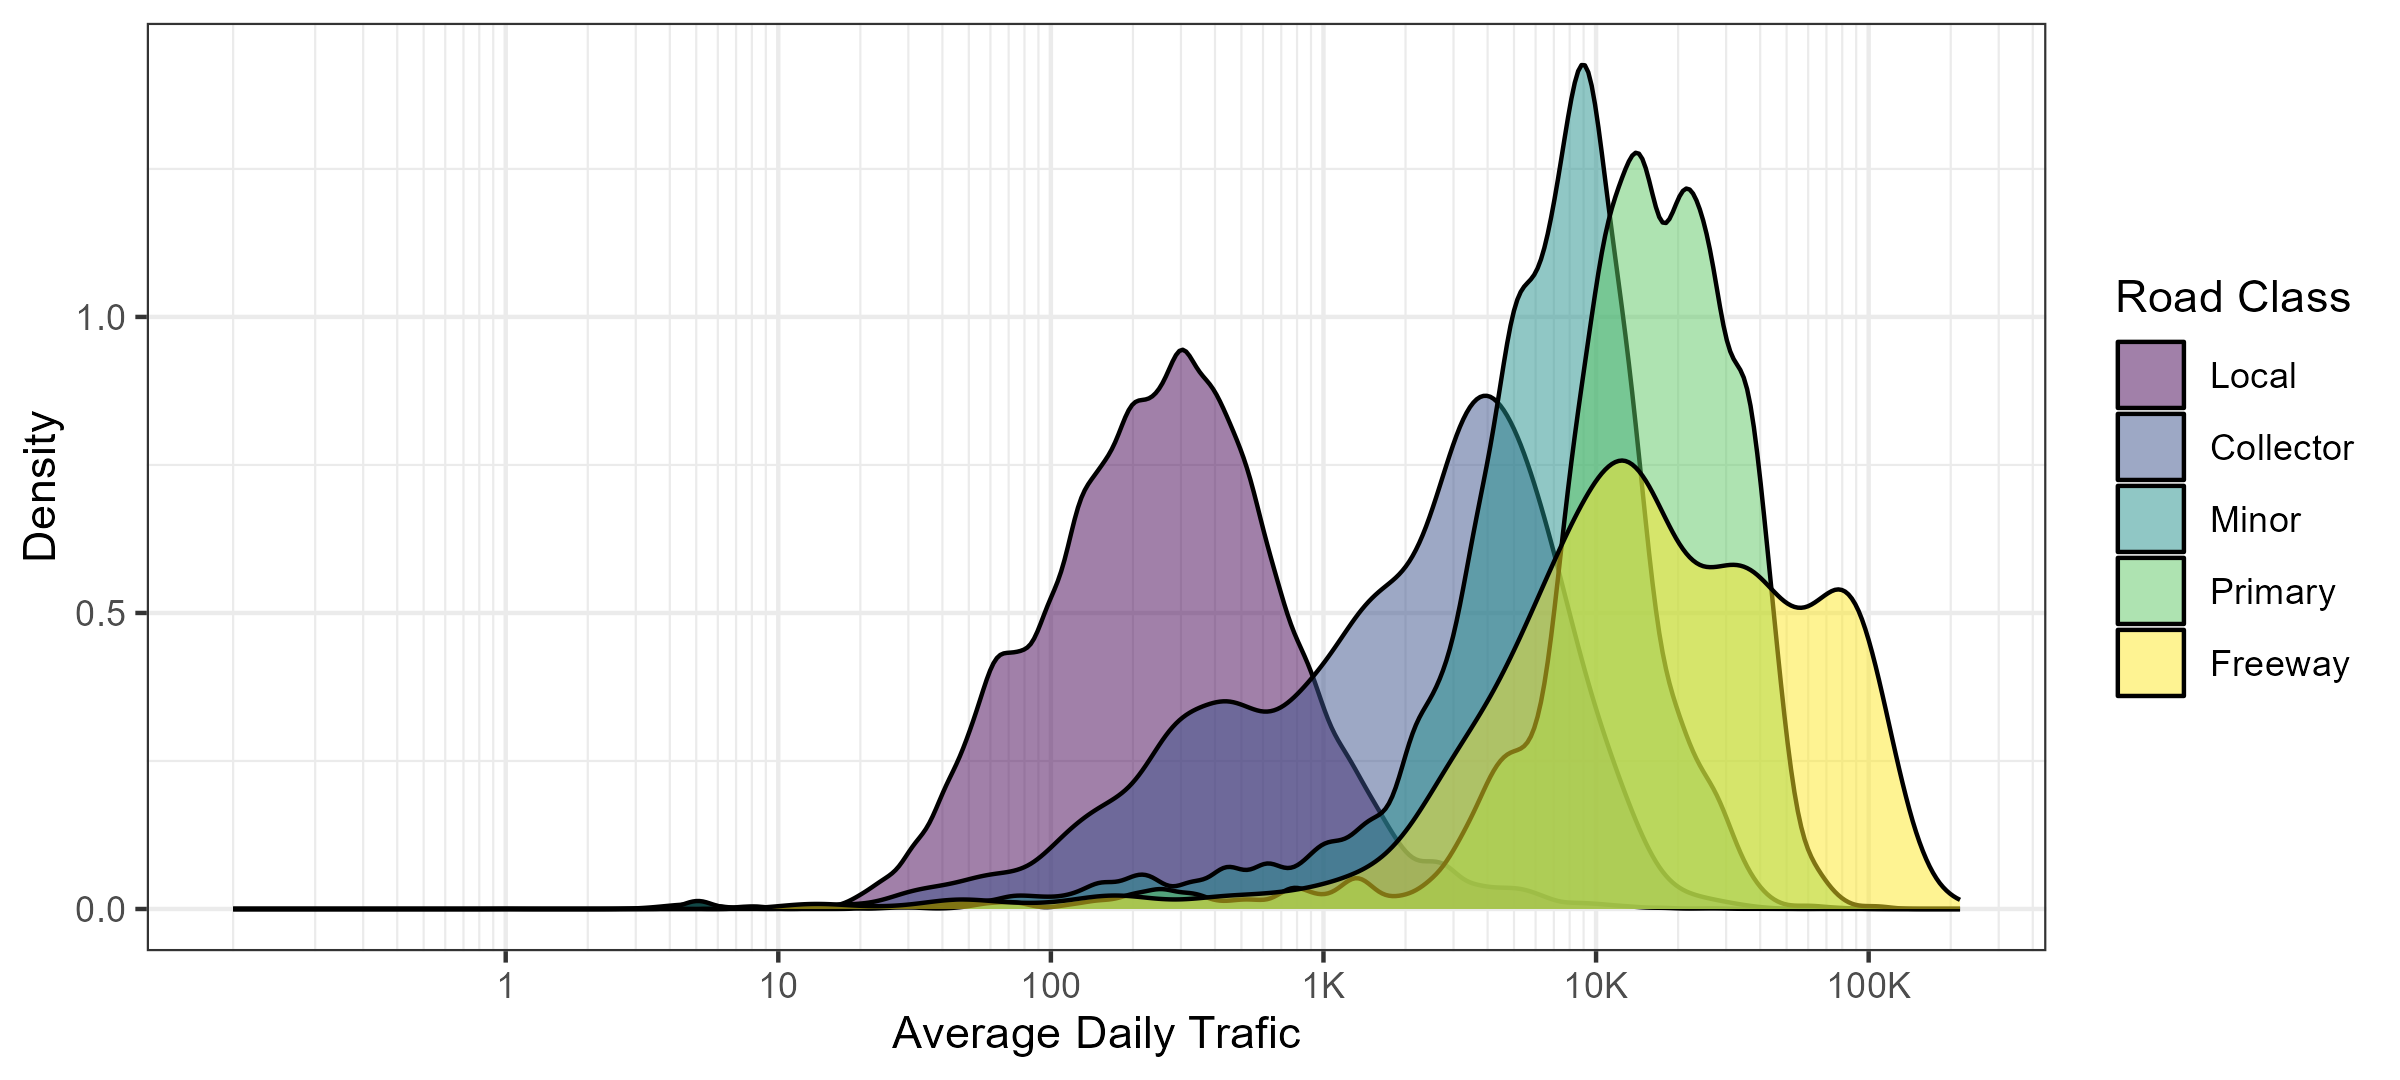 Density
1.0
0.5
0.0
1
10
100
1K
10K
100K
Average Daily Trafic
Road Class
Local
Collector
Minor
Primary
Freeway